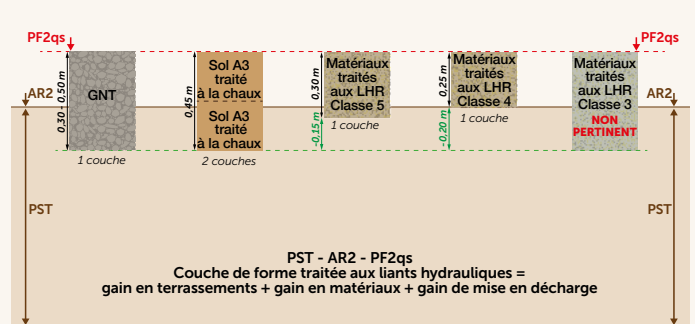 PF2qs
PF2qs
AR2
AR2
0,30 - 0,50 m
GNT
1 couche
0,45 m
Sol A3
traité
à la chaux
Sol A3
traité
à la chaux
2 couches
0,30 m
-0,15 m
Matériaux
traités
aux LHR
Classe 5
1 couche
0,25 m
-0,20 m
Matériaux
traités
aux LHR
Classe 4
1 couche
Matériaux
traités
aux LHR
Classe 3
NON
PERTINENT
PST
PST
PST - AR2 - PF2qs
Couche de forme traitée aux liants hydrauliques =
gain en terrassements + gain en matériaux + gain de mise en décharge